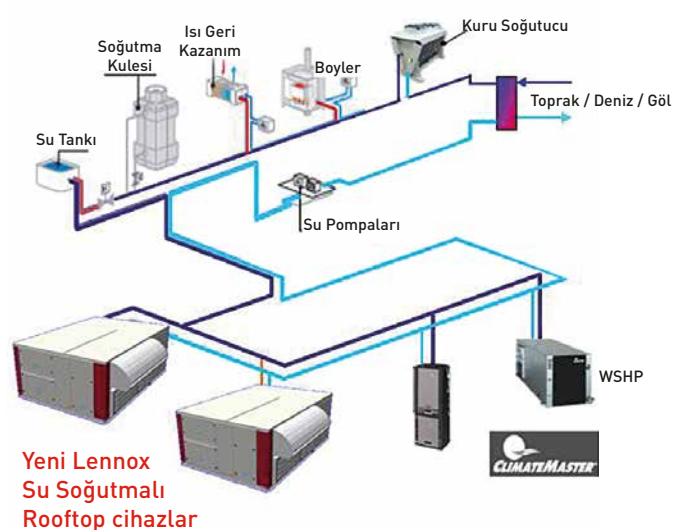 Soğutma
Kulesi
Isı Geri
Kazanım
Boyler
Kuru Soğutucu
Toprak / Deniz / Göl
Su Tankı
Su Pompaları
WSHP
CLIMATEMASTER
Yeni Lennox
Su Soğutmalı
Rooftop cihazlar